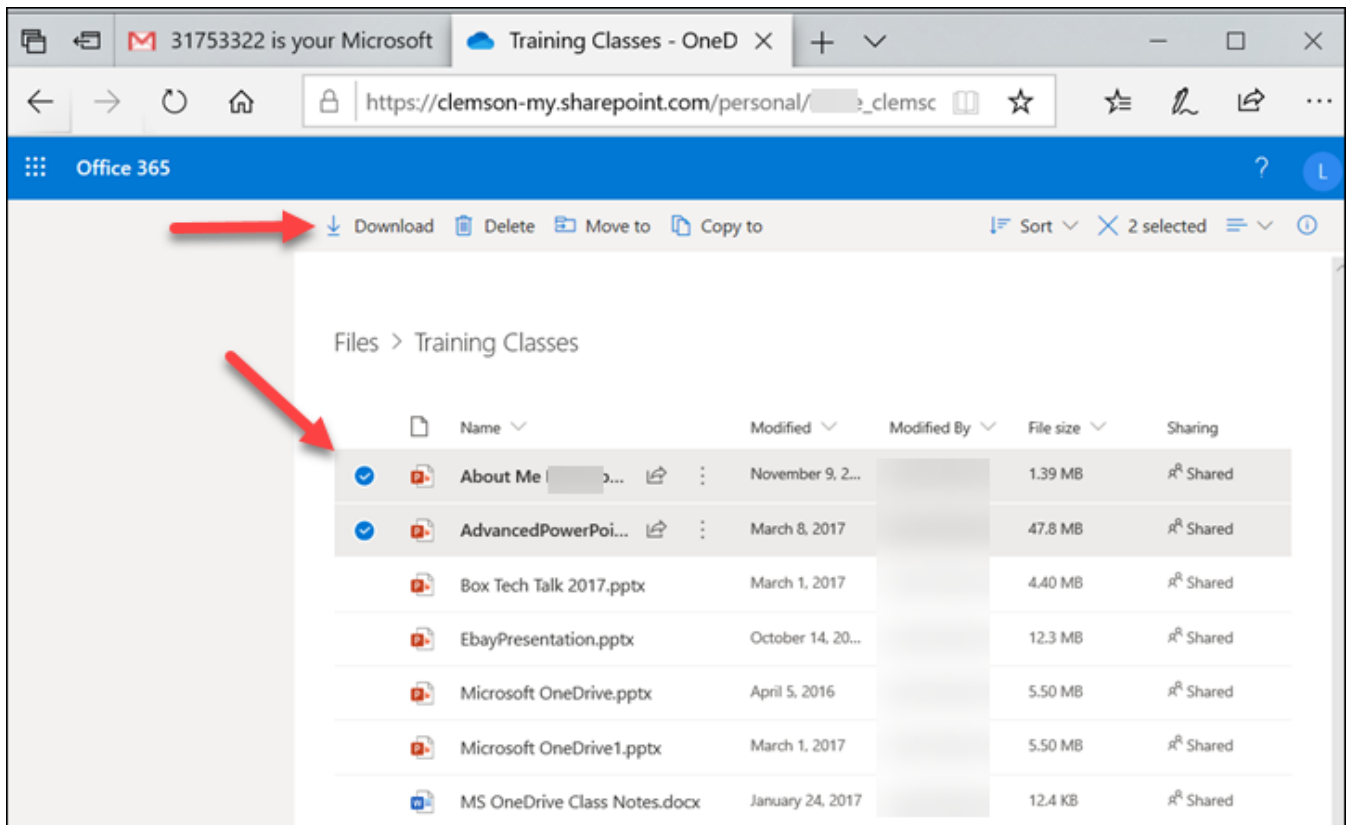 31753322 is your Microsoft Training Classes - OneD
https://clemson-my.sharepoint.com/personal/ e_clemsc
Office 365 ? L
Download Delete Move to Copy to Sort 2 selected
Files > Training Classes
Name Modified Modified By File size Sharing
About Me ... November 9, 2... 1.39 MB Shared
AdvancedPowerPoi... March 8, 2017 47.8 MB Shared
Box Tech Talk 2017.pptx March 1, 2017 4.40 MB Shared
EbayPresentation.pptx October 14, 20... 12.3 MB Shared
Microsoft OneDrive.pptx April 5, 2016 5.50 MB Shared
Microsoft OneDrive1.pptx March 1, 2017 5.50 MB Shared
MS OneDrive Class Notes.docx January 24, 2017 12.4 KB Shared